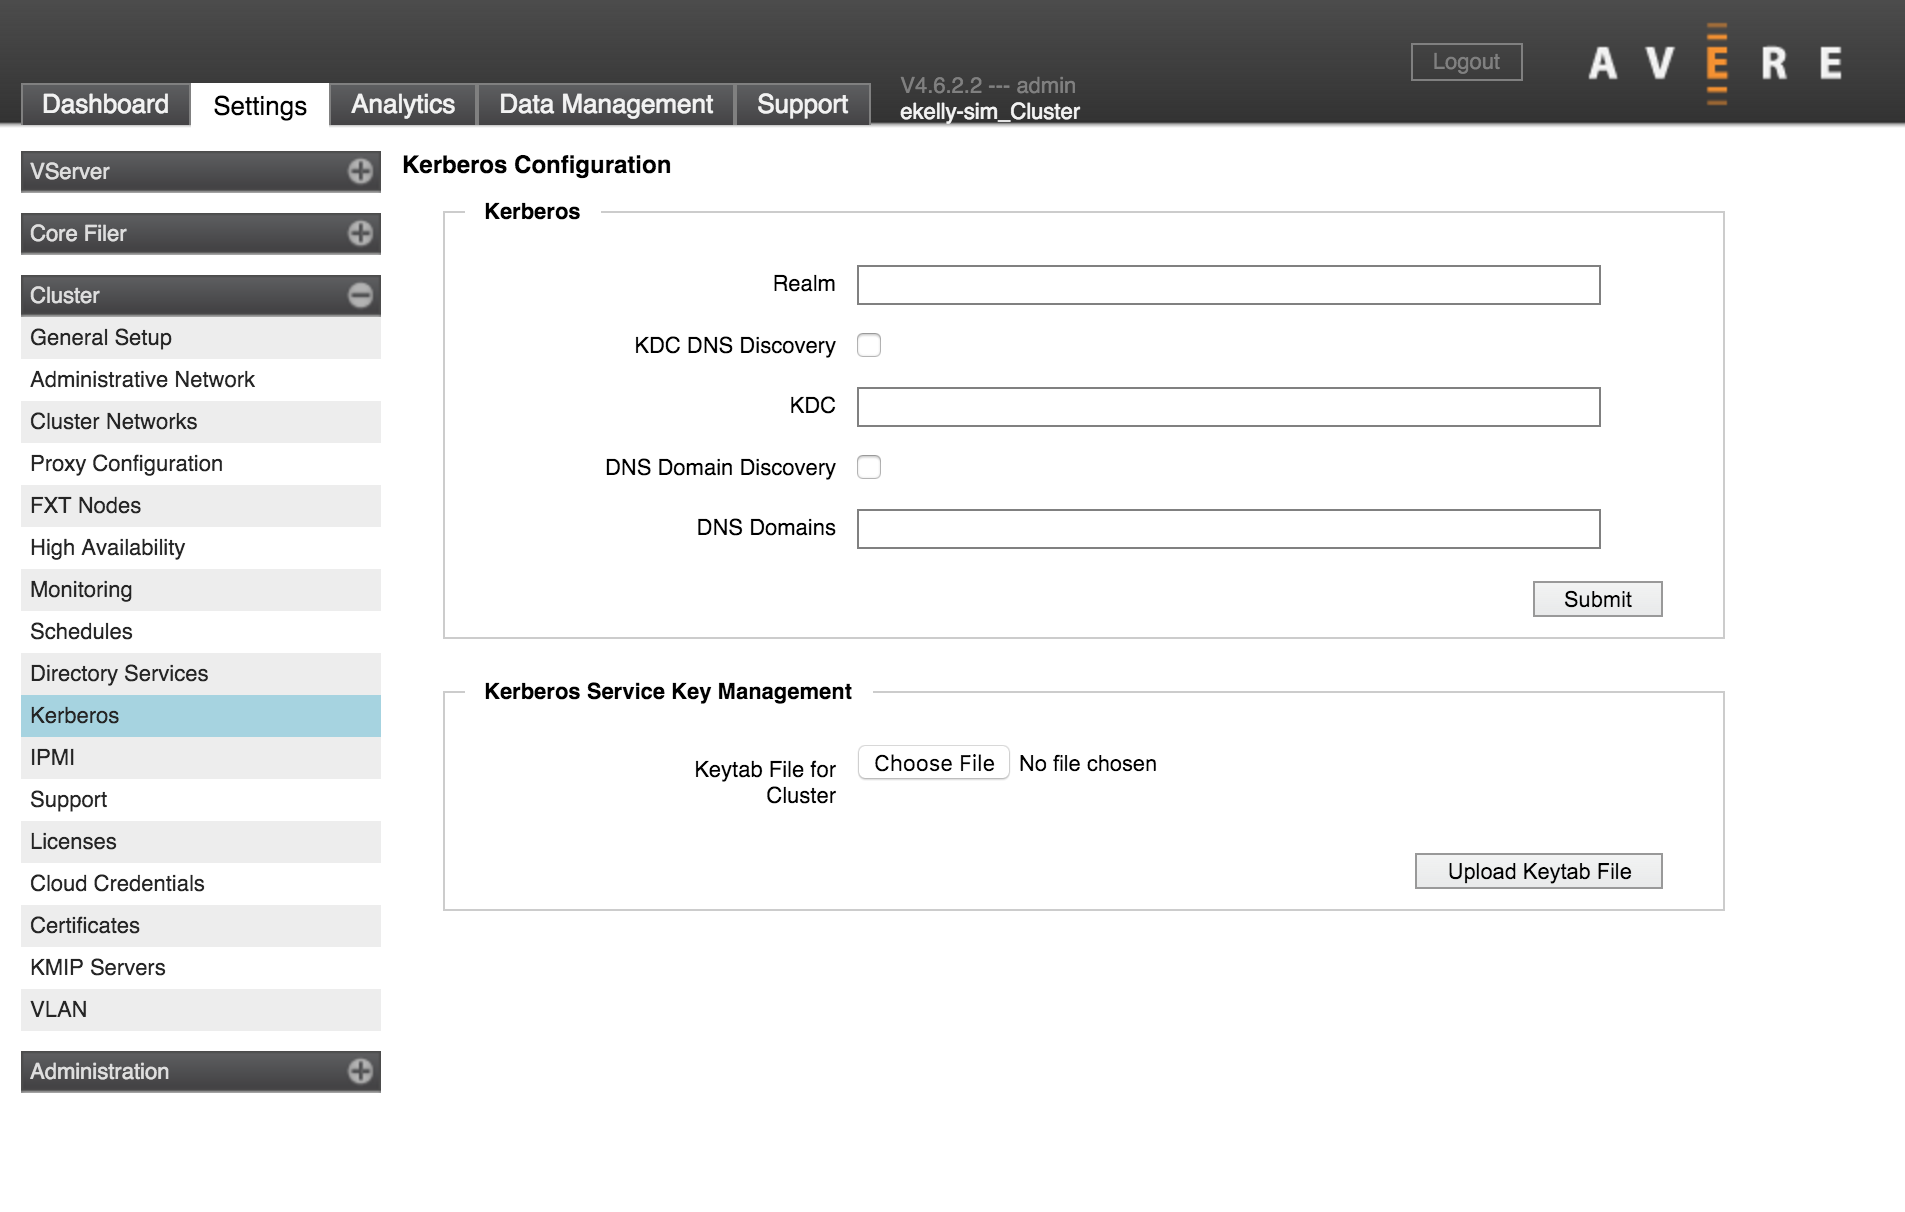 Logout
AVERE
V4.6.2.2 --- admin
Dashboard Settings Analytics Data Management Support
ekelly-sim_Cluster
VServer
Core Filer
Cluster
General Setup
Administrative Network
Cluster Networks
Proxy Configuration
FXT Nodes
High Availability
Monitoring
Schedules
Directory Services
Kerberos
IPMI
Support
Licenses
Cloud Credentials
Certificates
KMIP Servers
VLAN
Administration
Kerberos Configuration
Kerberos
Realm
KDC DNS Discovery
KDC
DNS Domain Discovery
DNS Domains
Submit
Kerberos Service Key Management
Keytab File for
Cluster
Choose File No file chosen
Upload Keytab File